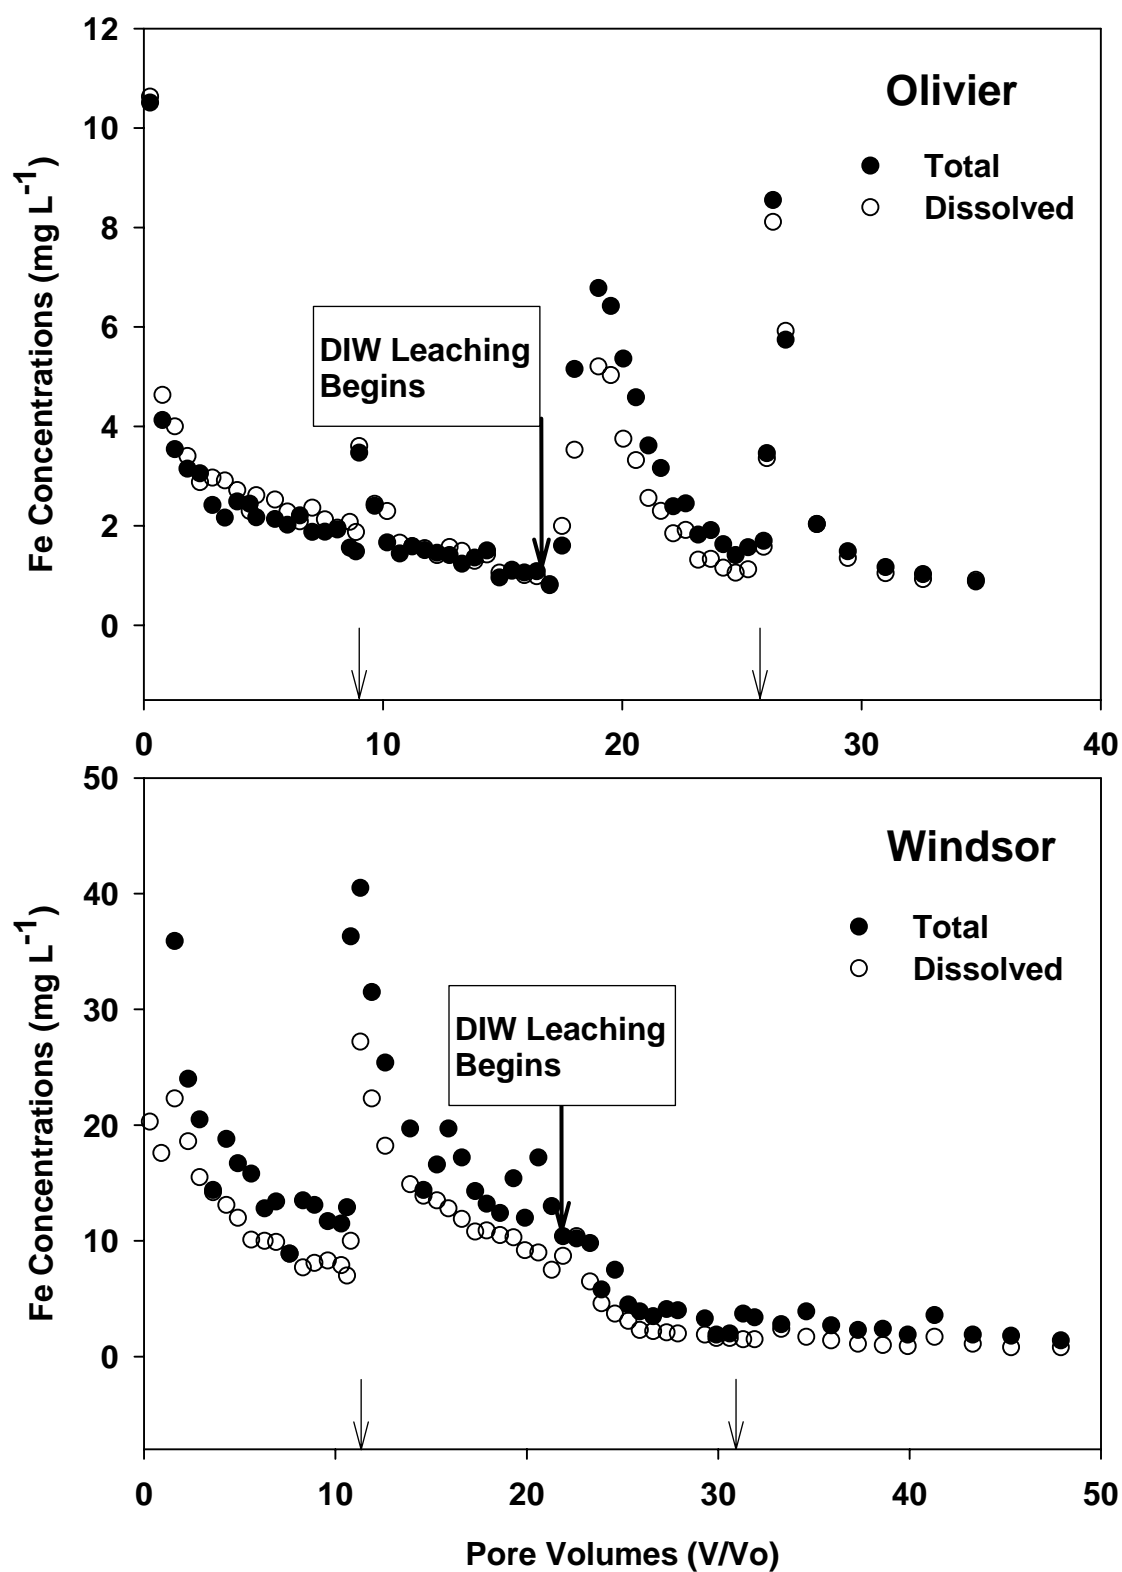 12
10
8
6
4
2
0
Fe Concentrations (mg L-1)
Olivier
Total
Dissolved
DIW Leaching
Begins
0 10 20 30 40
50
40
30
20
10
0
Fe Concentrations (mg L-1)
Windsor
Total
Dissolved
DIW Leaching
Begins
0 10 20 30 40 50
Pore Volumes (V/Vo)